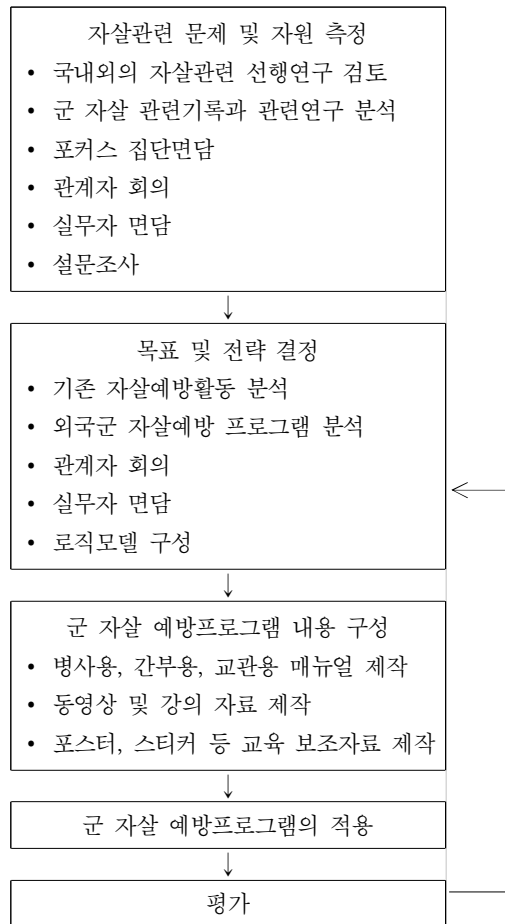 자살관련 문제 및 자원 측정
• 국내외의 자살관련 선행연구 검토
• 군 자살 관련기록과 관련연구 분석
• 포커스 집단면담
• 관계자 회의
• 실무자 면담
• 설문조사
목표 및 전략 결정
• 기존 자살예방활동 분석
• 외국군 자살예방 프로그램 분석
• 관계자 회의
• 실무자 면담
• 로직모델 구성
군 자살 예방프로그램 내용 구성
• 병사용, 간부용, 교관용 매뉴얼 제작
• 동영상 및 강의 자료 제작
• 포스터, 스티커 등 교육 보조자료 제작
군 자살 예방프로그램의 적용
평가